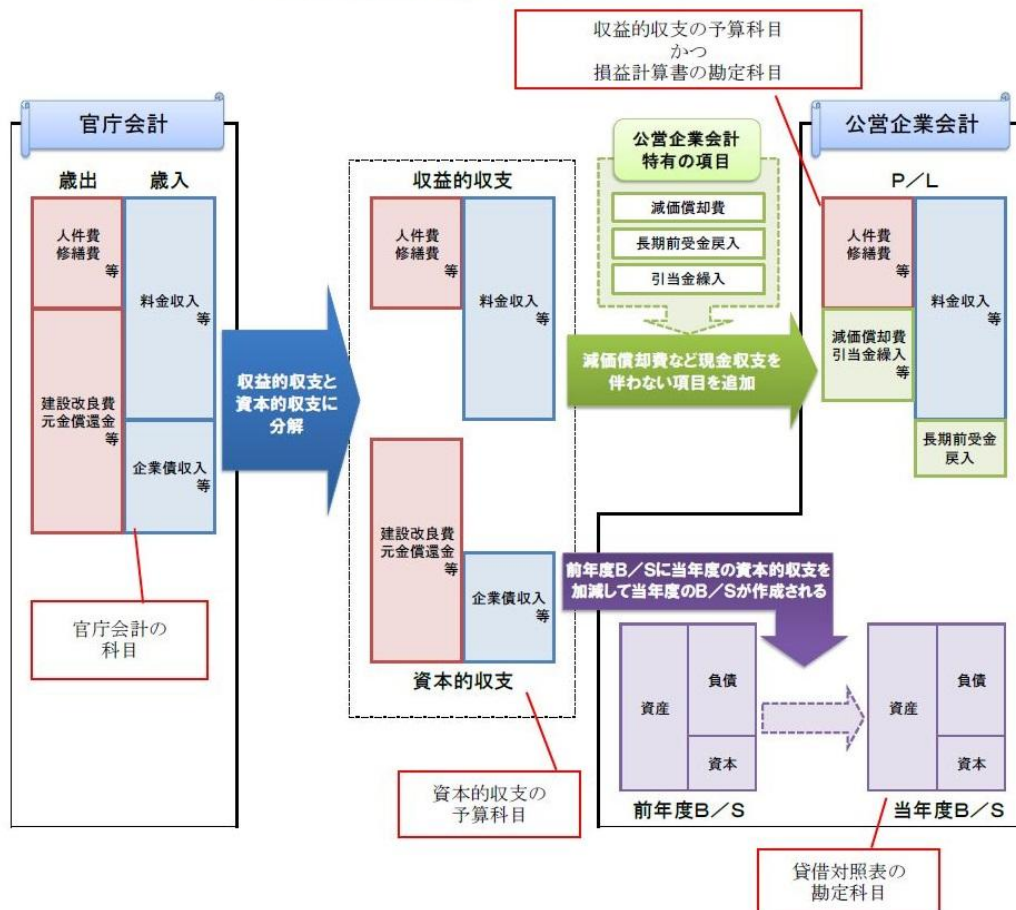 収益的収支の予算科目
かつ
損益計算書の勘定科目
官庁会計
公営企業会計
公営企業会計
特有の項目
減価償却費
長期前受金戻入
引当金繰入
歳出
歳入
人件費
修繕費
等
料金収入
等
建設改良費
元金償還金
等
企業債収入
等
収益的収支と
資本的収支に
分解
収益的収支
人件費
修繕費
等
料金収入
等
減価償却費など現金収支を
伴わない項目を追加
P/L
人件費
修繕費
等
料金収入
等
減価償却費
引当金繰入
等
長期前受金
戻入
建設改良費
元金償還金
等
企業債収入
等
資本的収支
前年度B/Sに当年度の資本的収支を
加減して当年度のB/Sが作成される
官庁会計の
科目
資産
負債
資本
前年度B/S
資産
負債
資本
当年度B/S
資本的収支の
予算科目
貸借対照表の
勘定科目